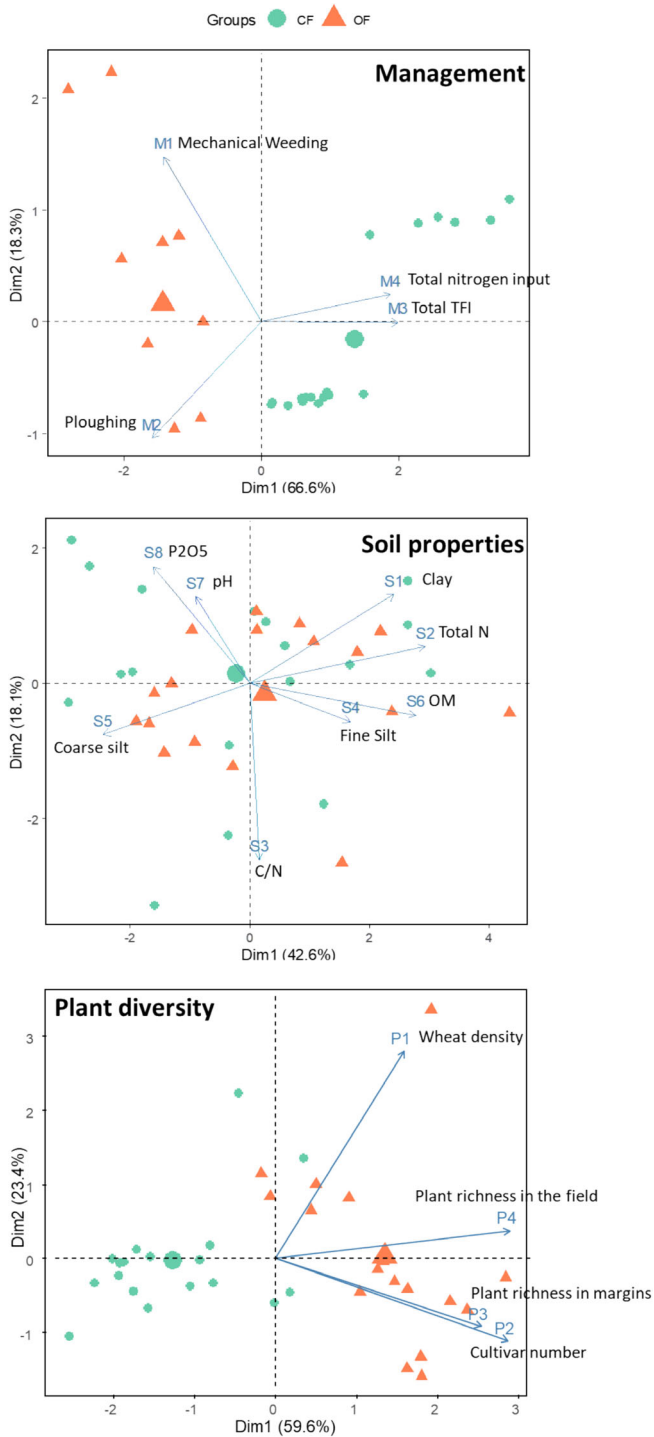 Groups CF OF
Management
2
M1 Mechanical Weeding
1
M4 Total nitrogen input
M3 Total TFI
0
Ploughing M2
-1
Dim2 (18.3%)
-2 0 2
Dim1 (66.6%)
Soil properties
2
S8 P2O5
S7 pH
S1 Clay
S2 Total N
0
S6 OM
S4
Fine Silt
S5
Coarse silt
-2
S3
C/N
Dim2 (18.1%)
-2 0 2 4
Dim1 (42.6%)
Plant diversity
3
P1 Wheat density
2
1
Plant richness in the field
P4
0
Plant richness in margins
P3
P2
-1
Cultivar number
Dim2 (23.4%)
-2 -1 0 1 2 3
Dim1 (59.6%)